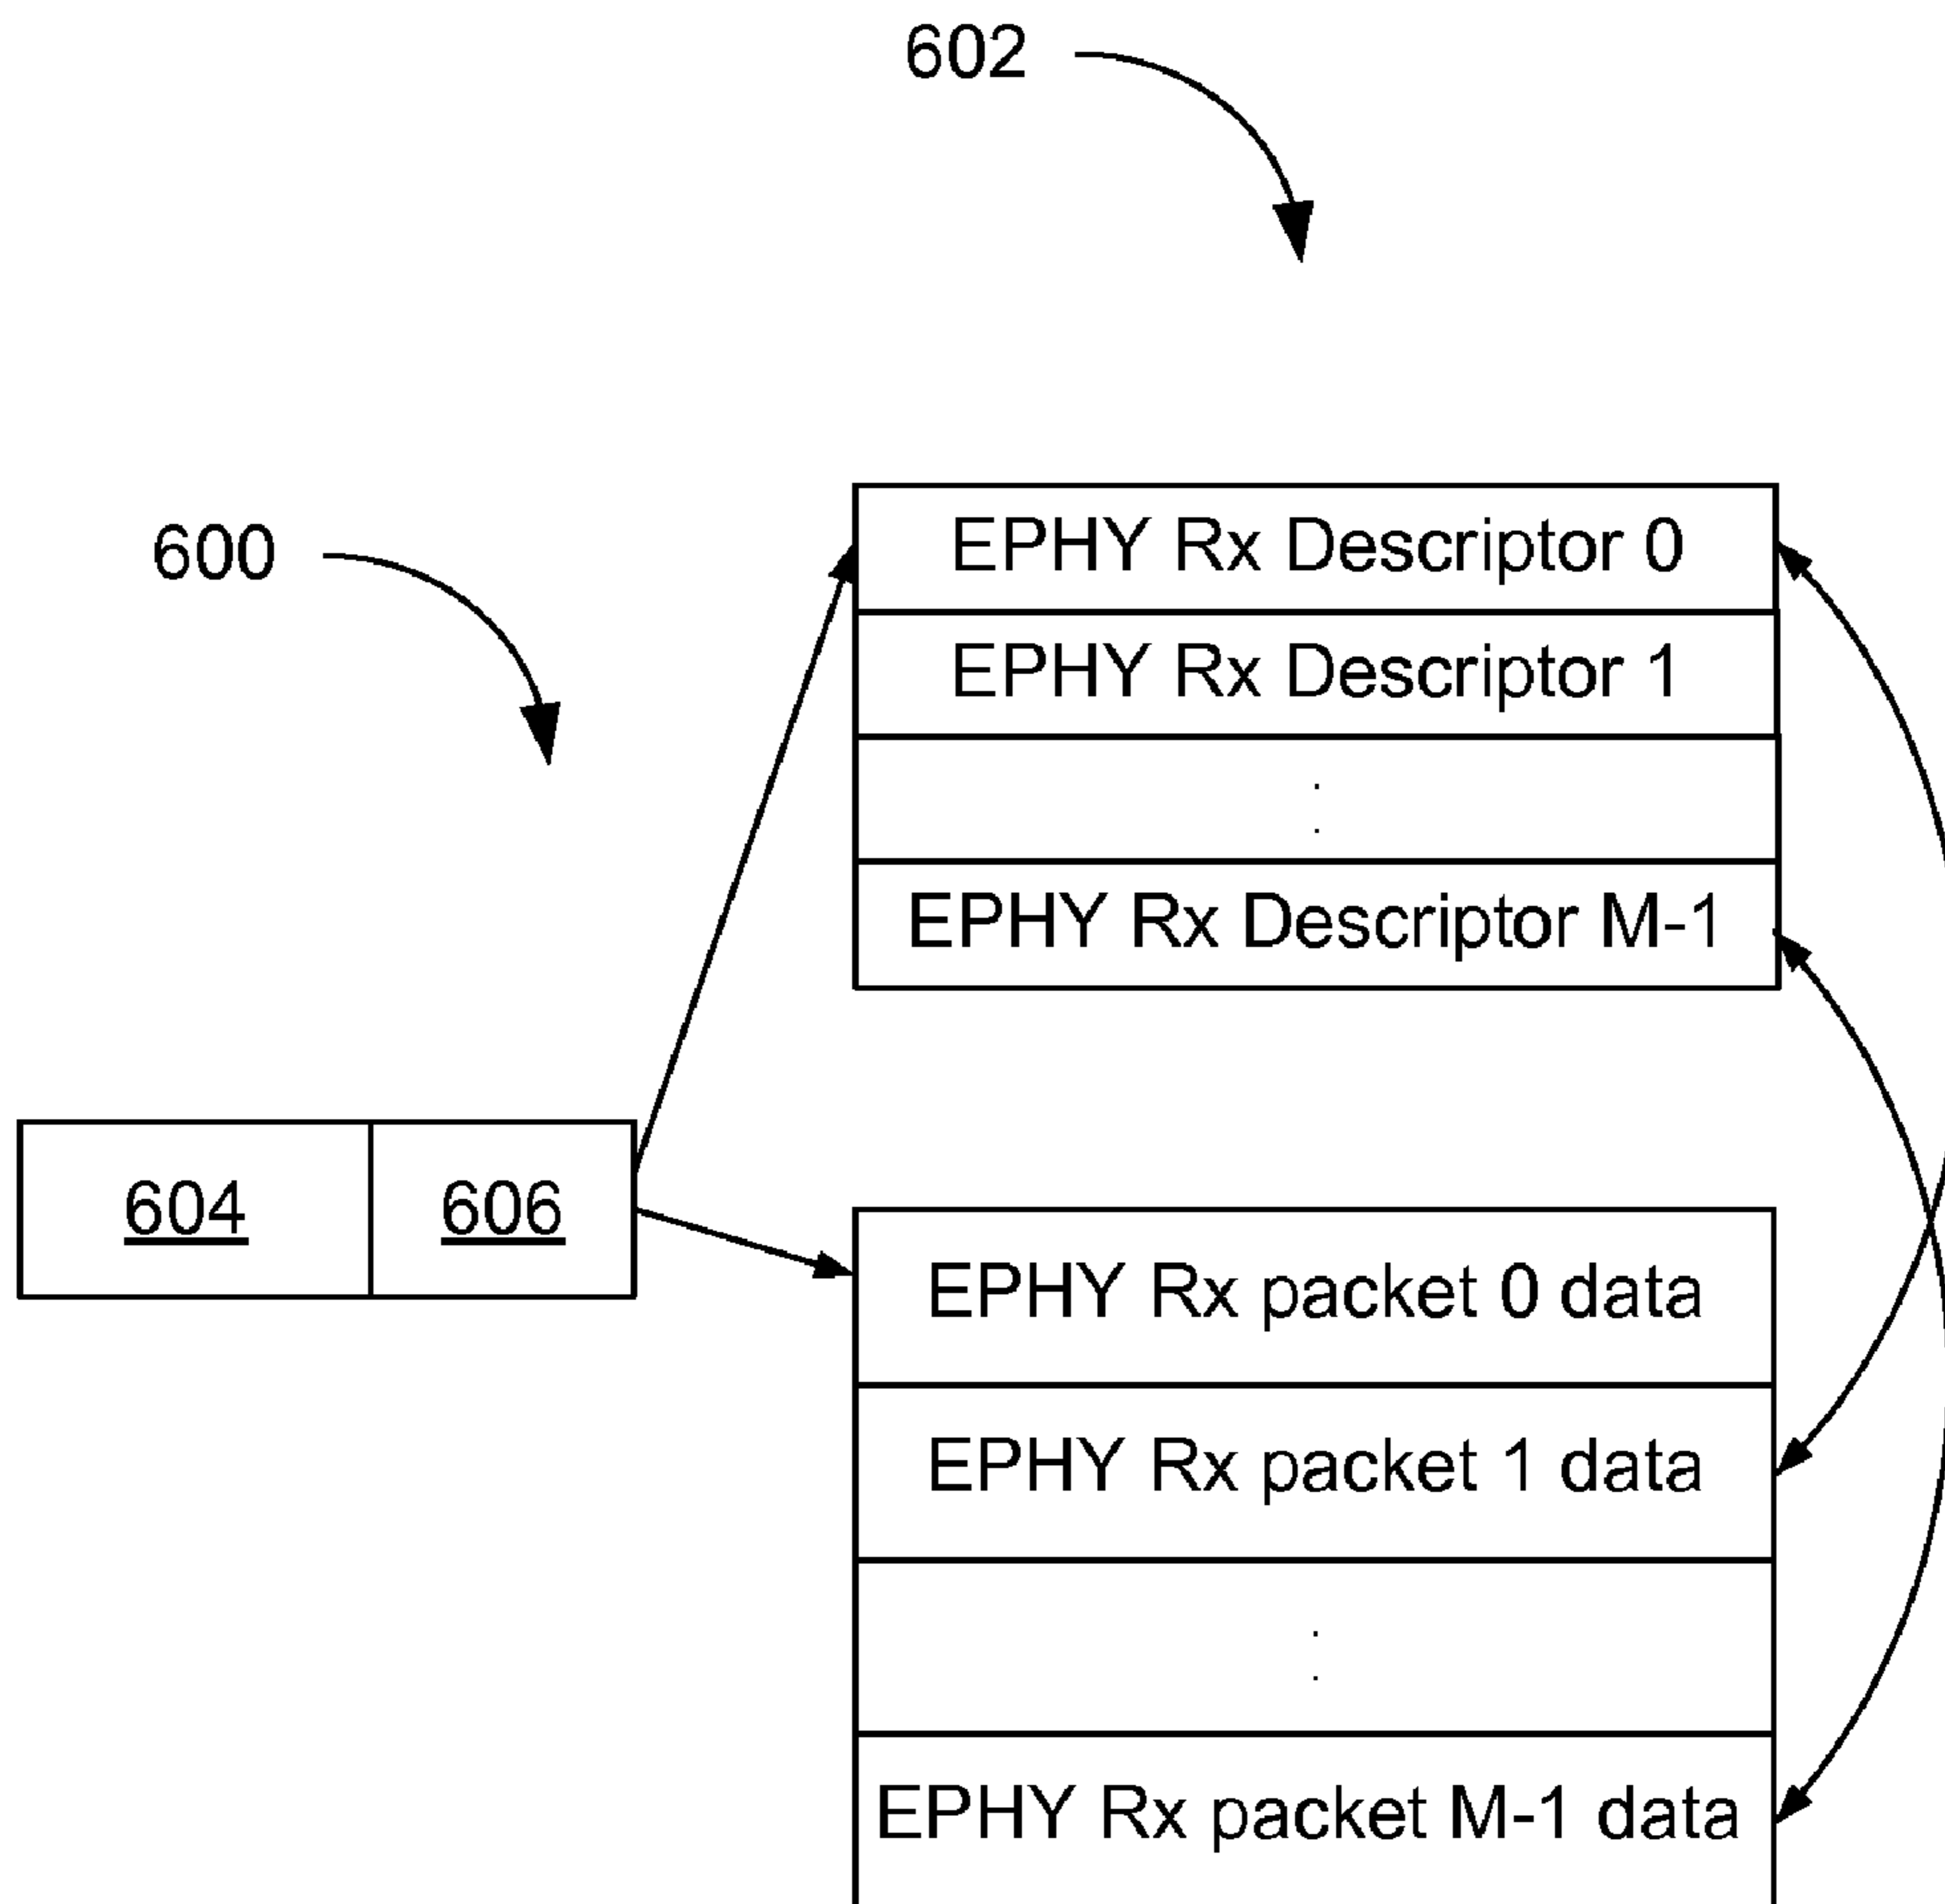 602
600
EPHY Rx Descriptor 0
EPHY Rx Descriptor 1
:
EPHY Rx Descriptor M-1
604 606
EPHY Rx packet 0 data
EPHY Rx packet 1 data
:
EPHY Rx packet M-1 data